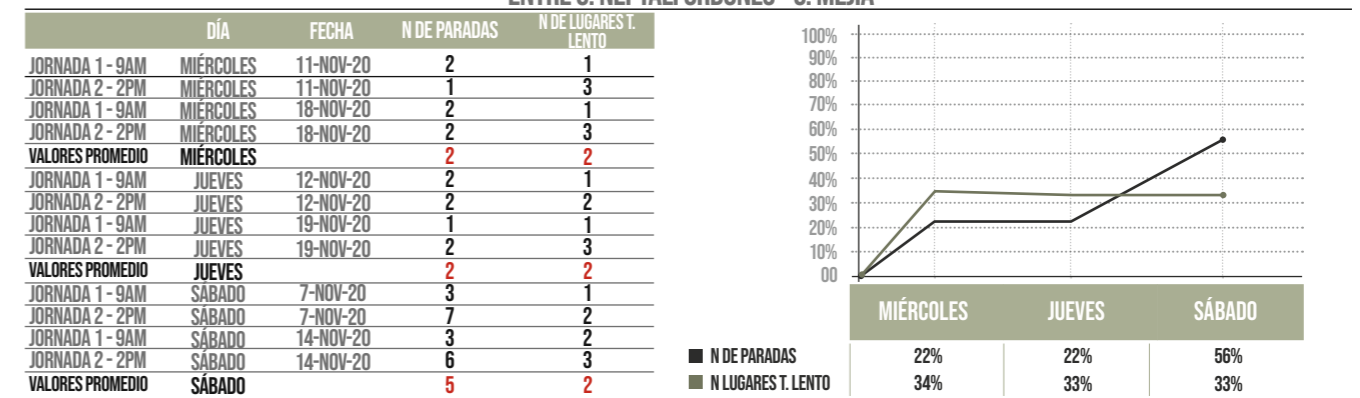 ENTRE C. NEPTALI ORDONES - C. MEJIA
DÍA FECHA N DE PARADAS N DE LUGARES T. LENTO
JORNADA 1 - 9AM MIÉRCOLES 11-NOV-20 2 1
JORNADA 2 - 2PM MIÉRCOLES 11-NOV-20 1 3
JORNADA 1 - 9AM MIÉRCOLES 18-NOV-20 2 1
JORNADA 2 - 2PM MIÉRCOLES 18-NOV-20 2 3
VALORES PROMEDIO MIÉRCOLES 2 2
JORNADA 1 - 9AM JUEVES 12-NOV-20 2 1
JORNADA 2 - 2PM JUEVES 12-NOV-20 2 2
JORNADA 1 - 9AM JUEVES 19-NOV-20 1 1
JORNADA 2 - 2PM JUEVES 19-NOV-20 2 3
VALORES PROMEDIO JUEVES 2 2
JORNADA 1 - 9AM SÁBADO 7-NOV-20 3 1
JORNADA 2 - 2PM SÁBADO 7-NOV-20 7 2
JORNADA 1 - 9AM SÁBADO 14-NOV-20 3 2
JORNADA 2 - 2PM SÁBADO 14-NOV-20 6 3
VALORES PROMEDIO SÁBADO 5 2
100%
90%
80%
70%
60%
50%
40%
30%
20%
10%
00
MIÉRCOLES JUEVES SÁBADO
N DE PARADAS 22% 22% 56%
N LUGARES T. LENTO 34% 33% 33%